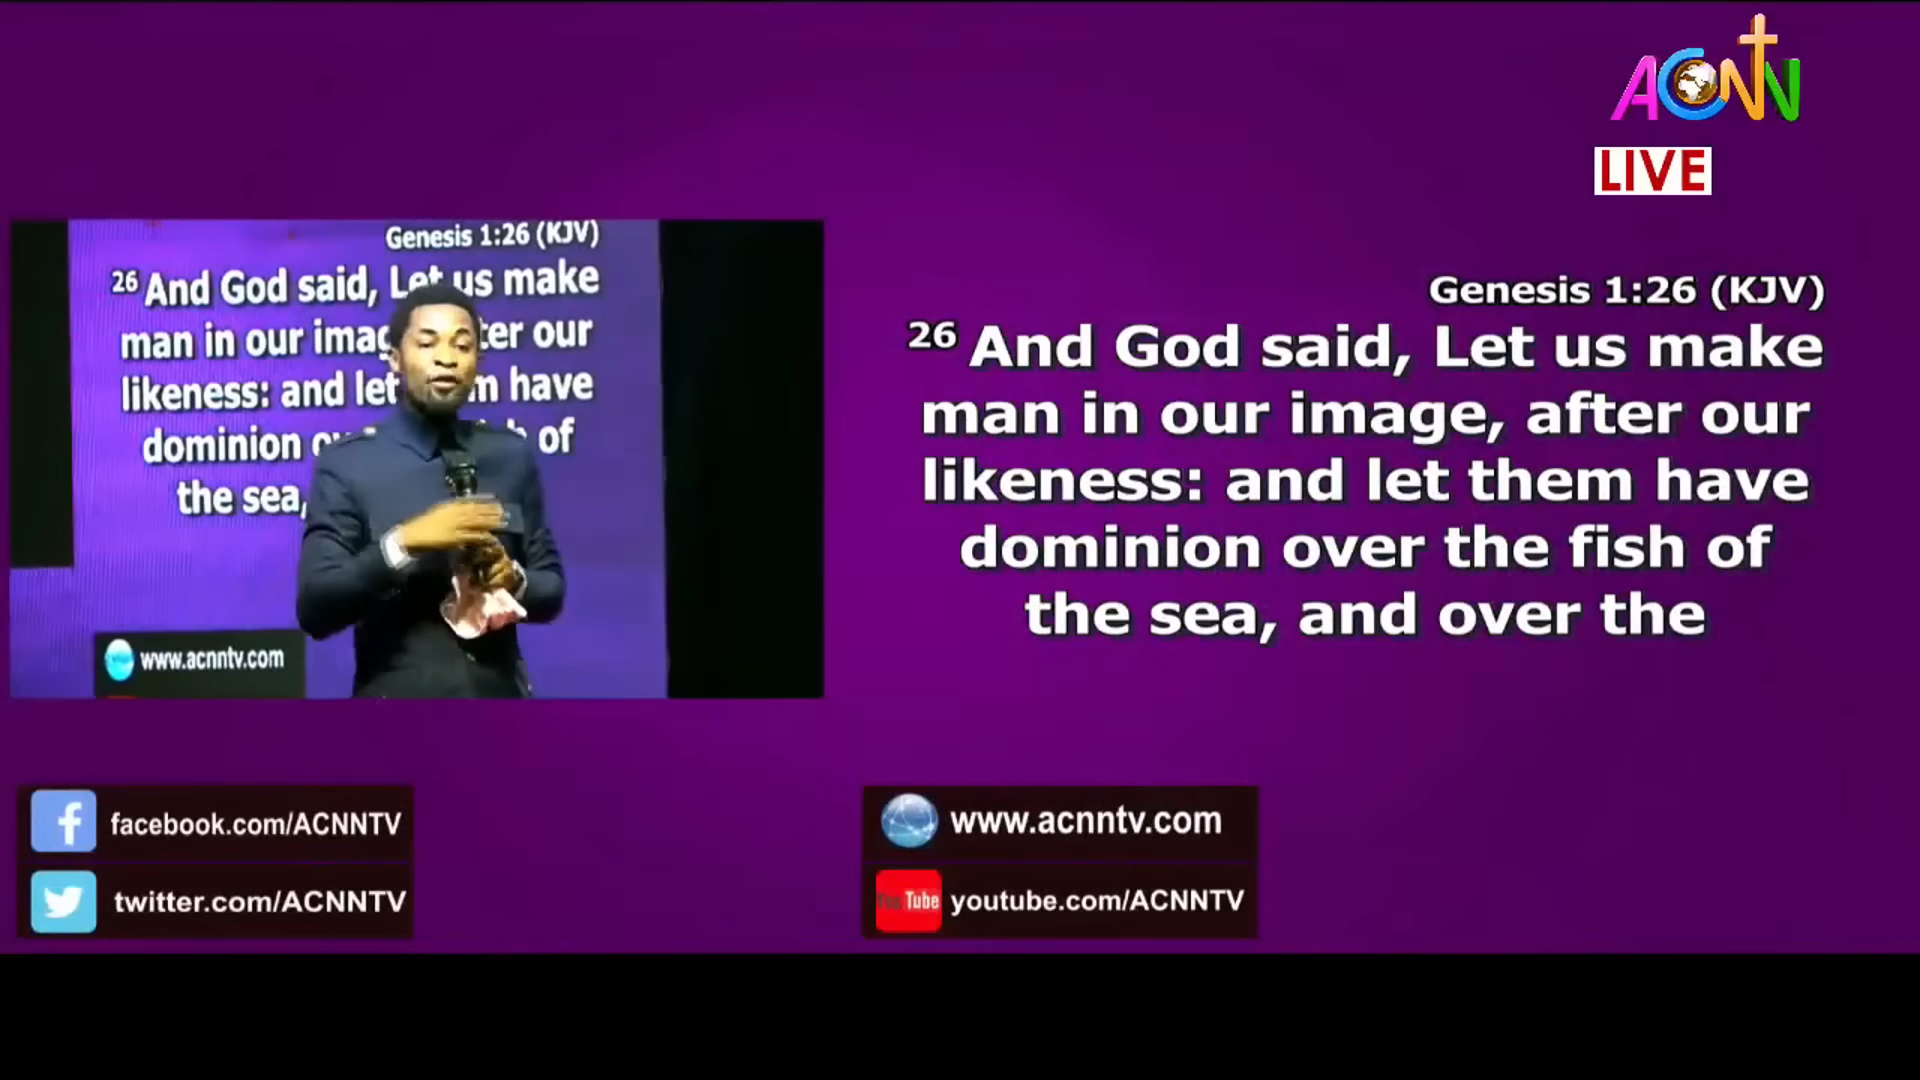 ACNN
LIVE
Genesis 1:26 (KJV)
26 And God said, Let us make
man in our image, after our
likeness: and let them have
dominion over the fish of
the sea, and over the
Genesis 1:26 (KJV)
26 And God said, Let us make
man in our ter our
likeness: and let have
dominion of
the sea,
www.acnntv.com
facebook.com/ACNNTV
twitter.com/ACNNTV
www.acnntv.com
YouTube youtube.com/ACNNTV